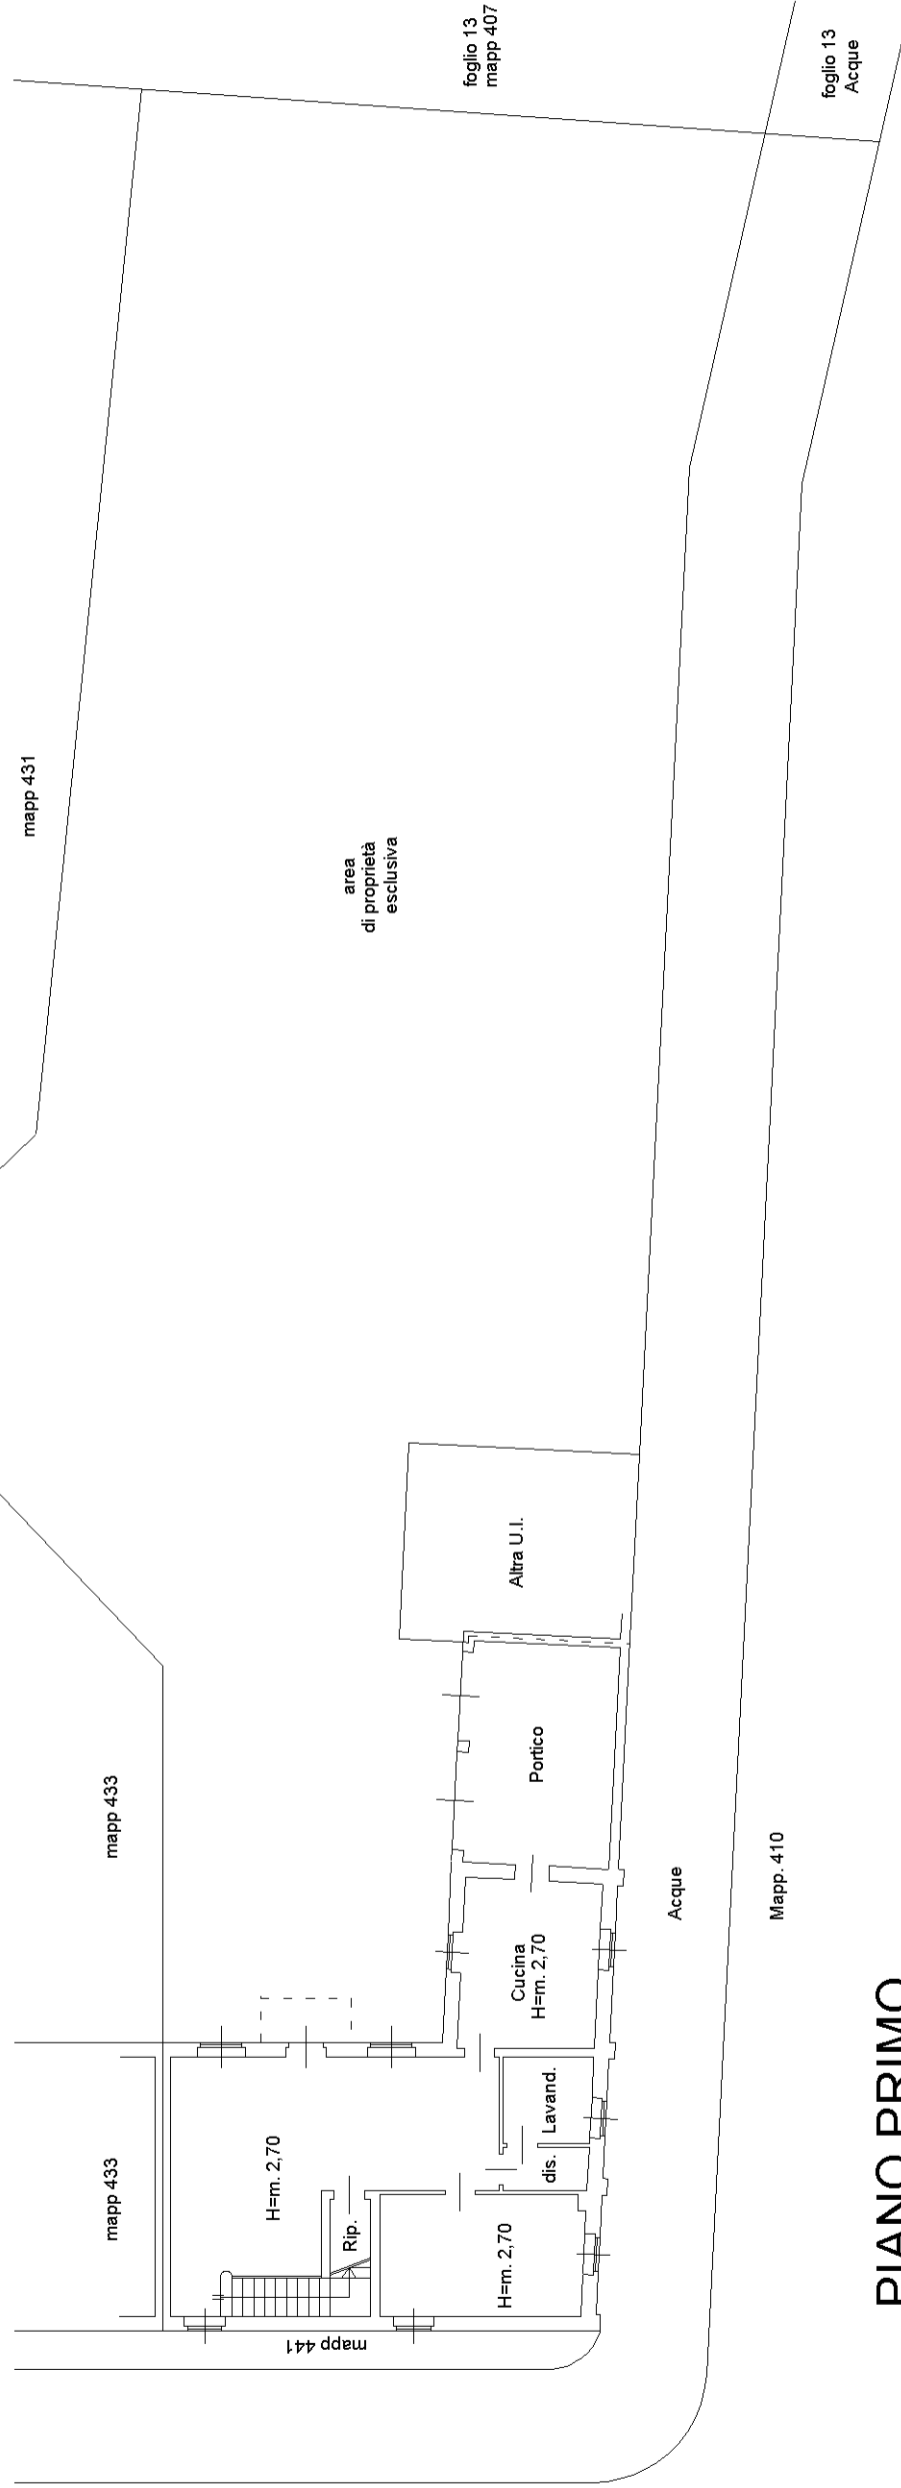 foglio 13
mapp 407
foglio 13
Acque
mapp 431
area
di proprietà
esclusiva
Altra U.I.
mapp 433
Portico
Acque
Mapp. 410
Cucina
H=m. 2,70
mapp 433
H=m. 2,70
Lavand.
dis.
Rip.
H=m. 2,70
mapp 441
PIANO PRIMO